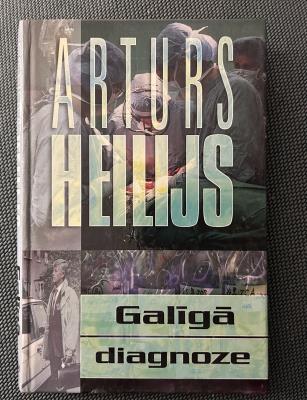 ARTURS
HEILIJS
Galīgā
diagnoze